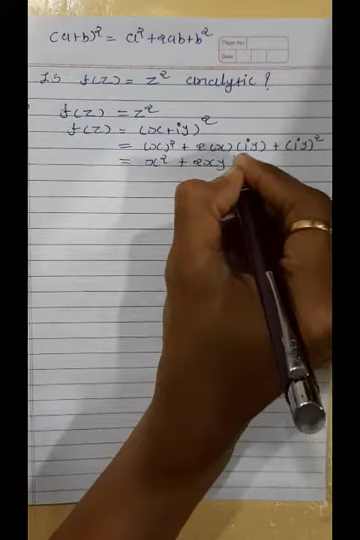 (a+b)² = a² + 2ab + b²
Page No:
Date
Is f(z) = z² analytic ?
f(z) = z²
f(z) = (x+iy)²
= (x)² + 2(x)(iy) + (iy)²
= x² + 2xy